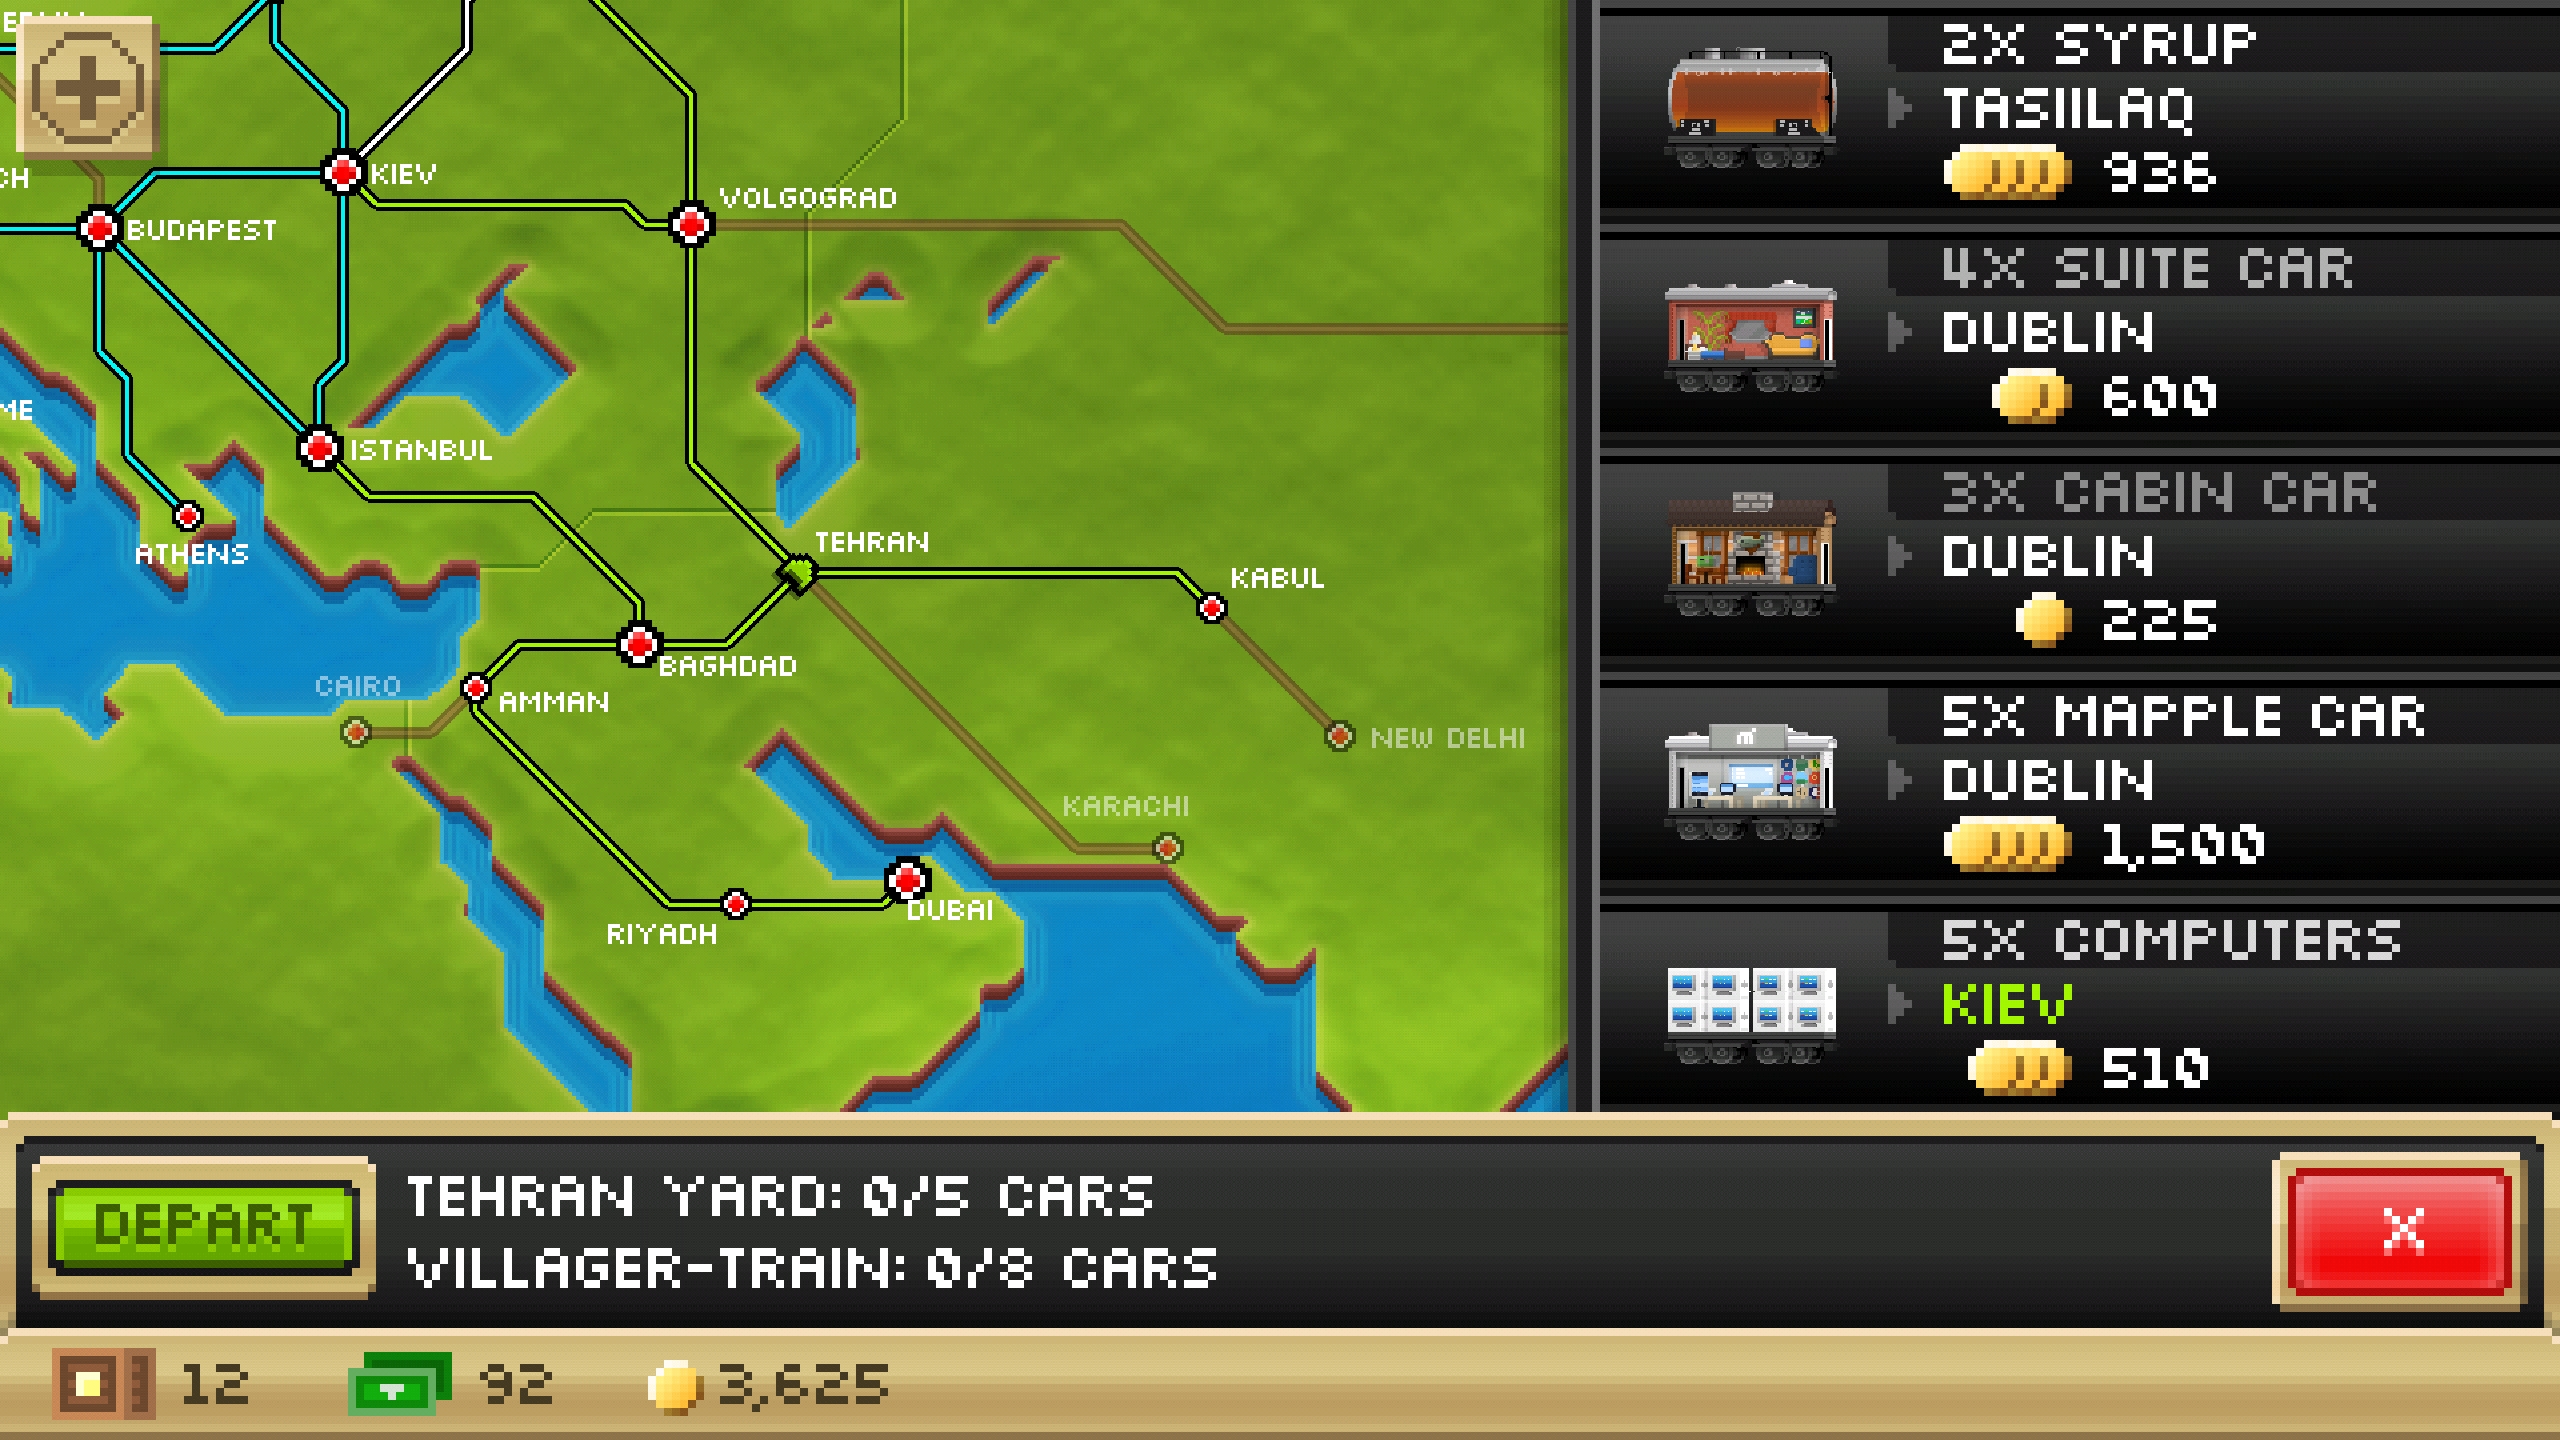 KIEV
VOLGOGRAD
BUDAPEST
ISTANBUL
ATHENS
TEHRAN
KABUL
BAGHDAD
CAIRO
AMMAN
NEW DELHI
KARACHI
DUBAI
RIYADH
2X SYRUP
TASIILAQ
936
4X SUITE CAR
DUBLIN
600
3X CABIN CAR
DUBLIN
225
5X MAPPLE CAR
DUBLIN
1,500
5X COMPUTERS
KIEV
510
DEPART
TEHRAN YARD: 0/5 CARS
VILLAGER-TRAIN: 0/8 CARS
X
12
92
3,625